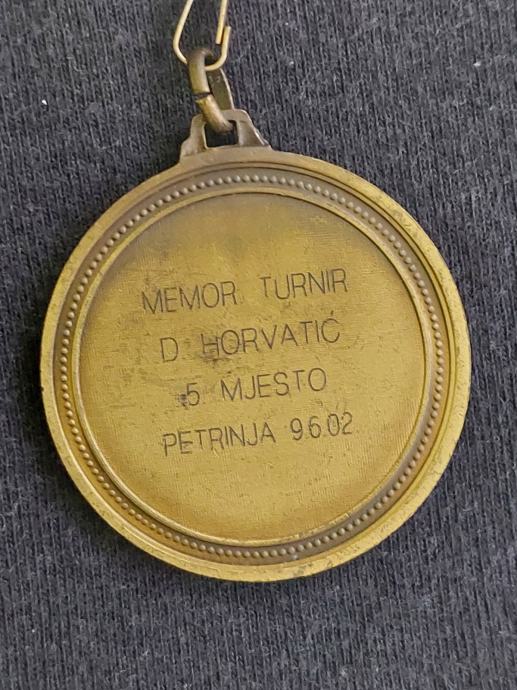 MEMOR TURNIR
D HORVATIĆ
5 MJESTO
PETRINJA 9.6.02